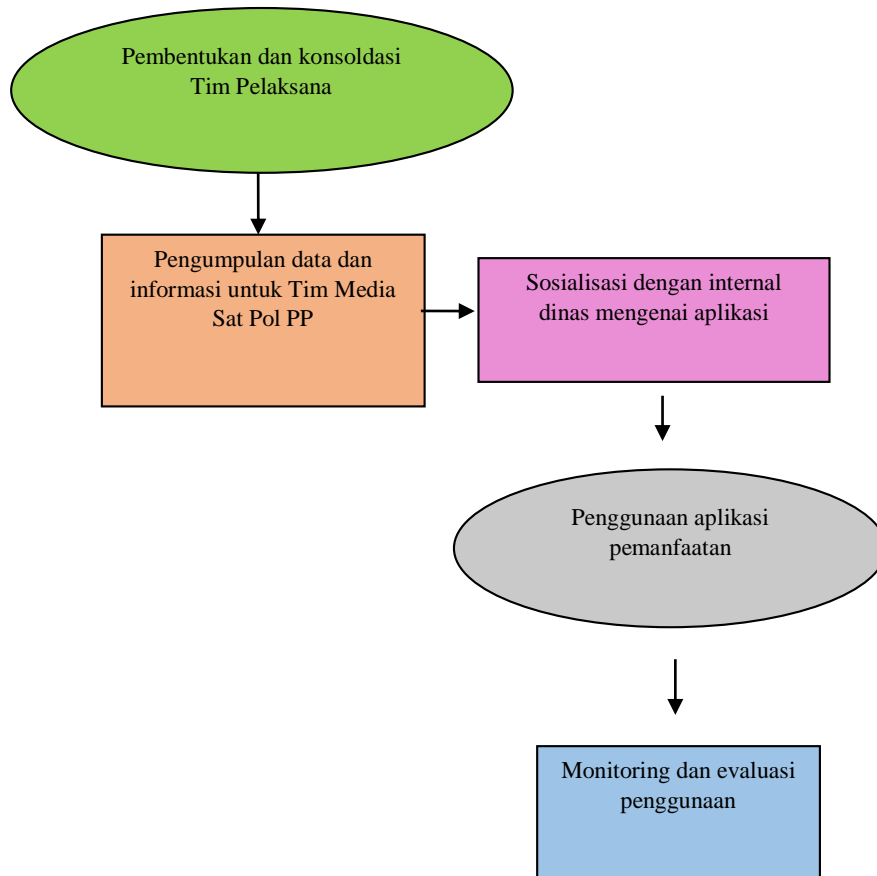 Pembentukan dan konsoldasi
Tim Pelaksana
Pengumpulan data dan
informasi untuk Tim Media
Sat Pol PP
Sosialisasi dengan internal
dinas mengenai aplikasi
Penggunaan aplikasi
pemanfaatan
Monitoring dan evaluasi
penggunaan